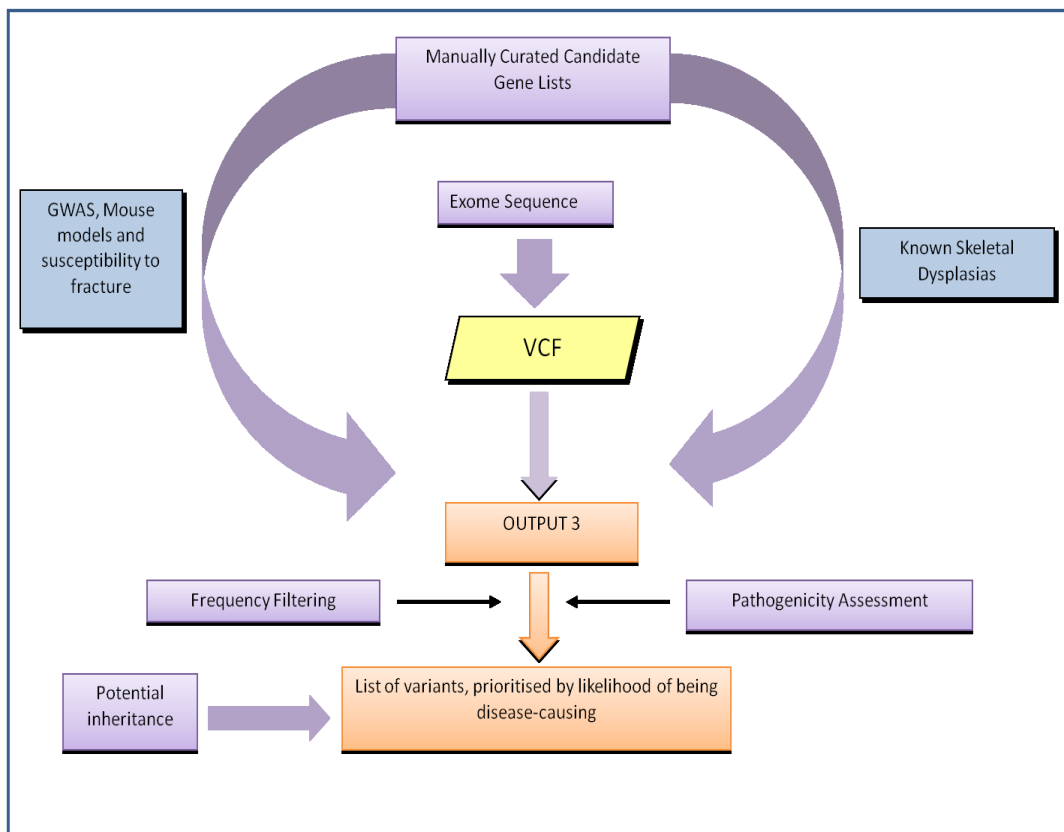 Manually Curated Candidate
Gene Lists
GWAS, Mouse
models and
susceptibility to
fracture
Exome Sequence
Known Skeletal
Dysplasias
VCF
OUTPUT 3
Frequency Filtering
Pathogenicity Assessment
Potential
inheritance
List of variants, prioritised by likelihood of being
disease-causing